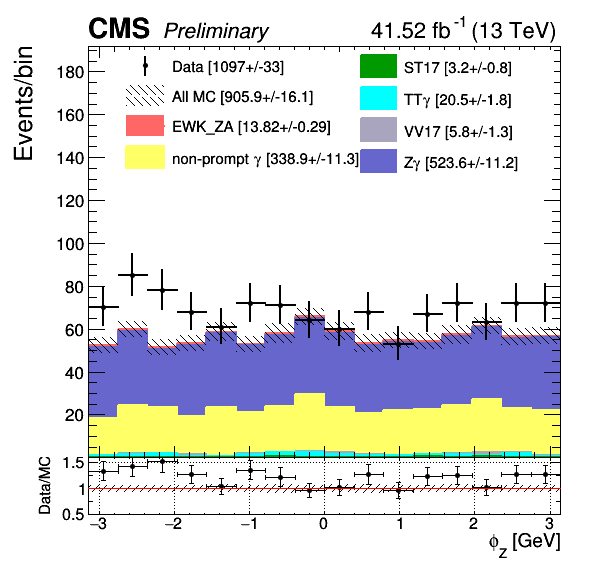 CMS Preliminary 41.52 fb⁻¹ (13 TeV)
Events/bin
Data [1097+/-33]
All MC [905.9+/-16.1]
EWK_ZA [13.82+/-0.29]
non-prompt γ [338.9+/-11.3]
ST17 [3.2+/-0.8]
TTγ [20.5+/-1.8]
VV17 [5.8+/-1.3]
Zγ [523.6+/-11.2]
180
160
140
120
100
80
60
40
20
Data/MC
1.5
1
0.5
−3 −2 −1 0 1 2 3
ϕ_Z [GeV]